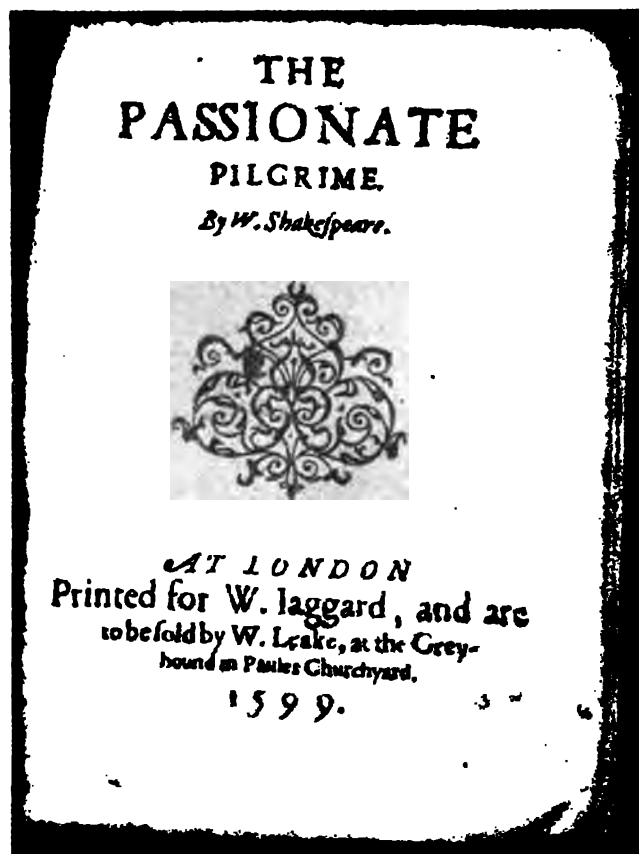 THE
PASSIONATE
PILGRIME.
By W. Shakeſpeare.
AT LONDON
Printed for W. Iaggard, and are
to be ſold by W. Leake, at the Grey-
hound in Paules Churchyard.
1599.